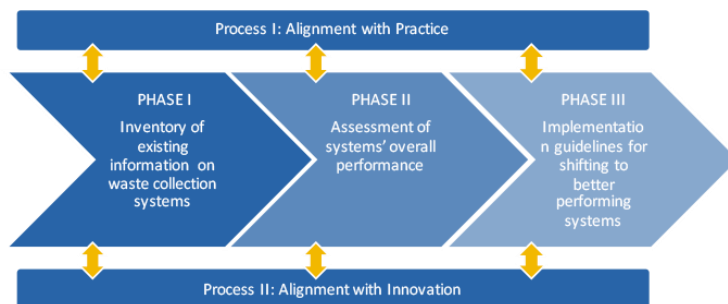 Process I: Alignment with Practice
PHASE I
Inventory of
existing
information on
waste collection
systems
PHASE II
Assessment of
systems' overall
performance
PHASE III
Implementatio
n guidelines for
shifting to
better
performing
systems
Process II: Alignment with Innovation